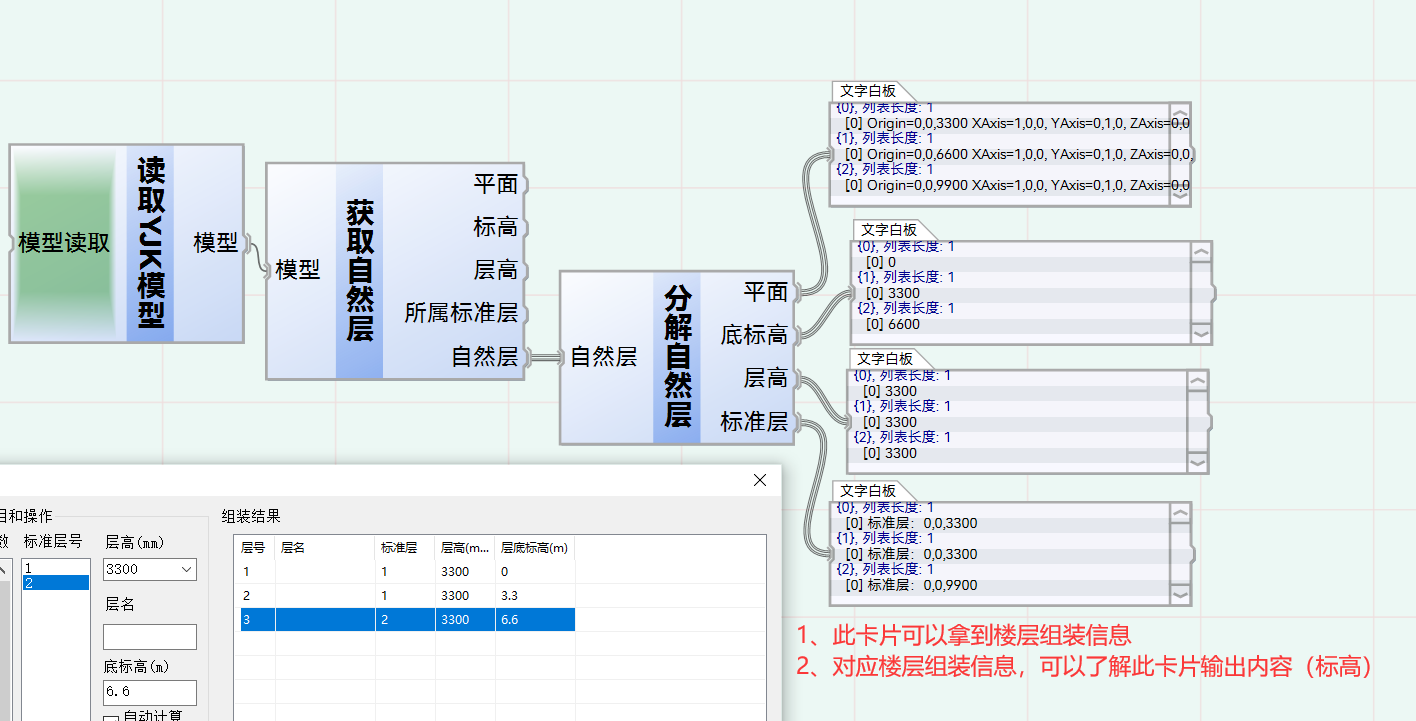 文字白板
{0}, 列表长度: 1
[0] Origin=0,0,3300 XAxis=1,0,0, YAxis=0,1,0, ZAxis=0,0
{1}, 列表长度: 1
[0] Origin=0,0,6600 XAxis=1,0,0, YAxis=0,1,0, ZAxis=0,0,
{2}, 列表长度: 1
[0] Origin=0,0,9900 XAxis=1,0,0, YAxis=0,1,0, ZAxis=0,0
模型读取
读取YJK模型
模型
模型
获取自然层
平面
标高
层高
所属标准层
自然层
自然层
分解自然层
平面
底标高
层高
标准层
文字白板
{0}, 列表长度: 1
[0] 0
{1}, 列表长度: 1
[0] 3300
{2}, 列表长度: 1
[0] 6600
文字白板
{0}, 列表长度: 1
[0] 3300
{1}, 列表长度: 1
[0] 3300
{2}, 列表长度: 1
[0] 3300
文字白板
{0}, 列表长度: 1
[0] 标准层：0,0,3300
{1}, 列表长度: 1
[0] 标准层：0,0,3300
{2}, 列表长度: 1
[0] 标准层：0,0,9900
和操作
标准层号
1
2
层高(mm)
3300
层名
底标高(m)
6.6
自动计算
组装结果
层号 层名 标准层 层高(m... 层底标高(m)
1 1 3300 0
2 1 3300 3.3
3 2 3300 6.6
1、此卡片可以拿到楼层组装信息
2、对应楼层组装信息，可以了解此卡片输出内容（标高）